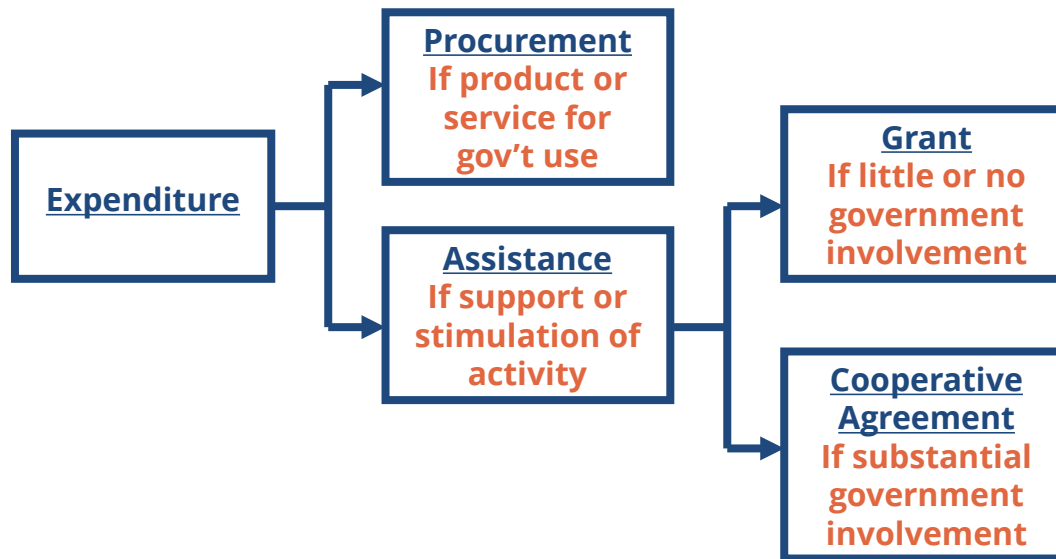 Expenditure
Procurement
If product or
service for
gov’t use
Assistance
If support or
stimulation of
activity
Grant
If little or no
government
involvement
Cooperative
Agreement
If substantial
government
involvement